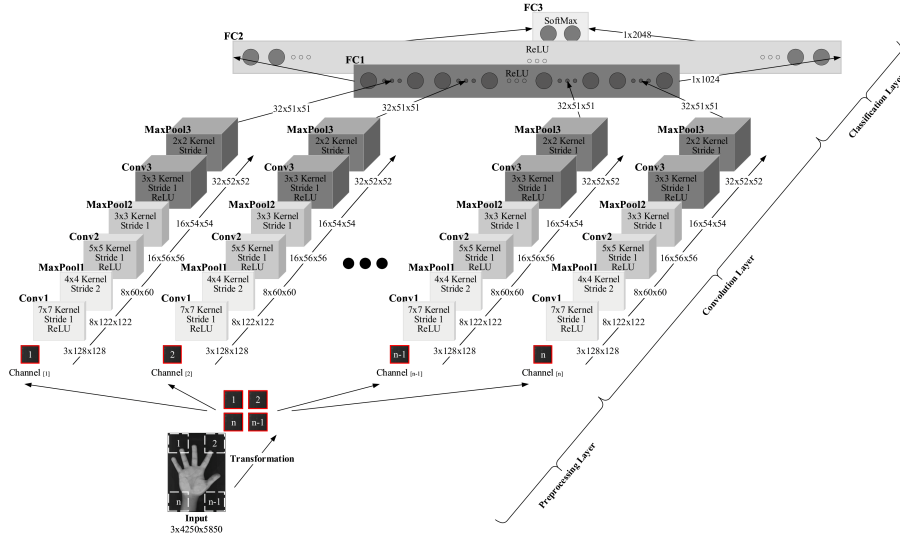 FC3
SoftMax
FC2
1x2048
ReLU
FC1
ReLU
1x1024
32x51x51
32x51x51
32x51x51
32x51x51
MaxPool3
2x2 Kernel
Stride 1
32x52x52
Conv3
3x3 Kernel
Stride 1
ReLU
16x54x54
MaxPool2
3x3 Kernel
Stride 1
16x56x56
Conv2
5x5 Kernel
Stride 1
ReLU
8x60x60
MaxPool1
4x4 Kernel
Stride 2
8x122x122
Conv1
7x7 Kernel
Stride 1
ReLU
3x128x128
1
Channel [1]
MaxPool3
2x2 Kernel
Stride 1
32x52x52
Conv3
3x3 Kernel
Stride 1
ReLU
16x54x54
MaxPool2
3x3 Kernel
Stride 1
16x56x56
Conv2
5x5 Kernel
Stride 1
ReLU
8x60x60
MaxPool1
4x4 Kernel
Stride 2
8x122x122
Conv1
7x7 Kernel
Stride 1
ReLU
3x128x128
2
Channel [2]
MaxPool3
2x2 Kernel
Stride 1
32x52x52
Conv3
3x3 Kernel
Stride 1
ReLU
16x54x54
MaxPool2
3x3 Kernel
Stride 1
16x56x56
Conv2
5x5 Kernel
Stride 1
ReLU
8x60x60
MaxPool1
4x4 Kernel
Stride 2
8x122x122
Conv1
7x7 Kernel
Stride 1
ReLU
3x128x128
n-1
Channel [n-1]
MaxPool3
2x2 Kernel
Stride 1
32x52x52
Conv3
3x3 Kernel
Stride 1
ReLU
16x54x54
MaxPool2
3x3 Kernel
Stride 1
16x56x56
Conv2
5x5 Kernel
Stride 1
ReLU
8x60x60
MaxPool1
4x4 Kernel
Stride 2
8x122x122
Conv1
7x7 Kernel
Stride 1
ReLU
3x128x128
n
Channel [n]
Classification Layer
Convolution Layer
Preprocessing Layer
1 2
n n-1
Transformation
1 2
n n-1
Input
3x4250x5850